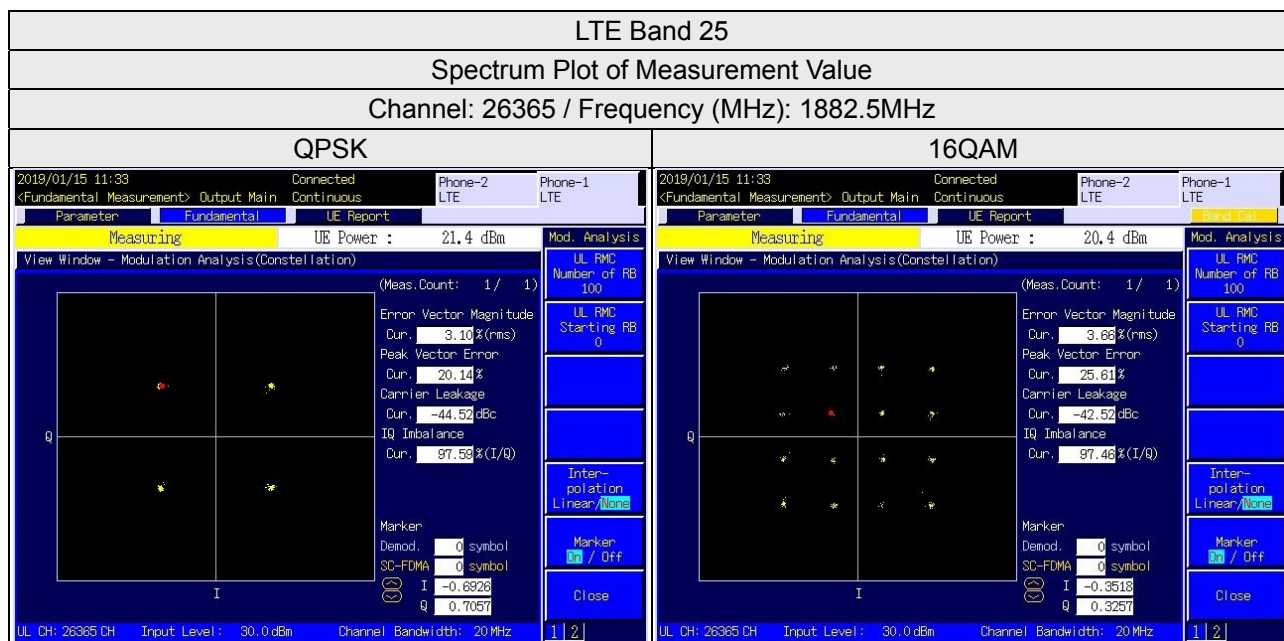 LTE Band 25
Spectrum Plot of Measurement Value
Channel: 26365 / Frequency (MHz): 1882.5MHz
QPSK
16QAM
2019/01/15 11:33 Connected Phone-2 Phone-1
<Fundamental Measurement> Output Main Continuous LTE LTE
Parameter Fundamental UE Report
Measuring UE Power : 21.4 dBm Mod. Analysis
View Window - Modulation Analysis(Constellation)
UL RMC
Number of RB
100
(Meas.Count: 1/ 1)
Error Vector Magnitude
Cur. 3.10 %(rms)
UL RMC
Starting RB
0
Peak Vector Error
Cur. 20.14 %
Carrier Leakage
Cur. -44.52 dBc
IQ Imbalance
Cur. 97.59 %(I/Q)
Q
Inter-
polation
Linear/None
Marker
Demod. 0 symbol
SC-FDMA 0 symbol
I -0.6926
Q 0.7057
Marker
On / Off
Close
I
UL CH: 26365 CH Input Level: 30.0 dBm Channel Bandwidth: 20 MHz 1 2
2019/01/15 11:33 Connected Phone-2 Phone-1
<Fundamental Measurement> Output Main Continuous LTE LTE
Parameter Fundamental UE Report Band Cal.
Measuring UE Power : 20.4 dBm Mod. Analysis
View Window - Modulation Analysis(Constellation)
UL RMC
Number of RB
100
(Meas.Count: 1/ 1)
Error Vector Magnitude
Cur. 3.66 %(rms)
UL RMC
Starting RB
0
Peak Vector Error
Cur. 25.61 %
Carrier Leakage
Cur. -42.52 dBc
IQ Imbalance
Cur. 97.46 %(I/Q)
Q
Inter-
polation
Linear/None
Marker
Demod. 0 symbol
SC-FDMA 0 symbol
I -0.3518
Q 0.3257
Marker
On / Off
Close
I
UL CH: 26365 CH Input Level: 30.0 dBm Channel Bandwidth: 20 MHz 1 2